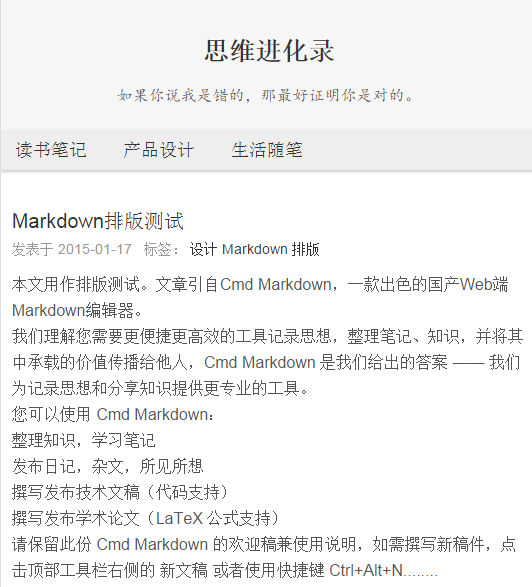 思维进化录
如果你说我是错的，那最好证明你是对的。
读书笔记 产品设计 生活随笔
Markdown排版测试
发表于 2015-01-17 标签： 设计 Markdown 排版
本文用作排版测试。文章引自Cmd Markdown，一款出色的国产Web端
Markdown编辑器。
我们理解您需要更便捷更高效的工具记录思想，整理笔记、知识，并将其
中承载的价值传播给他人，Cmd Markdown 是我们给出的答案 —— 我们
为记录思想和分享知识提供更专业的工具。
您可以使用 Cmd Markdown：
整理知识，学习笔记
发布日记，杂文，所见所想
撰写发布技术文稿（代码支持）
撰写发布学术论文（LaTeX 公式支持）
请保留此份 Cmd Markdown 的欢迎稿兼使用说明，如需撰写新稿件，点
击顶部工具栏右侧的 新文稿 或者使用快捷键 Ctrl+Alt+N........